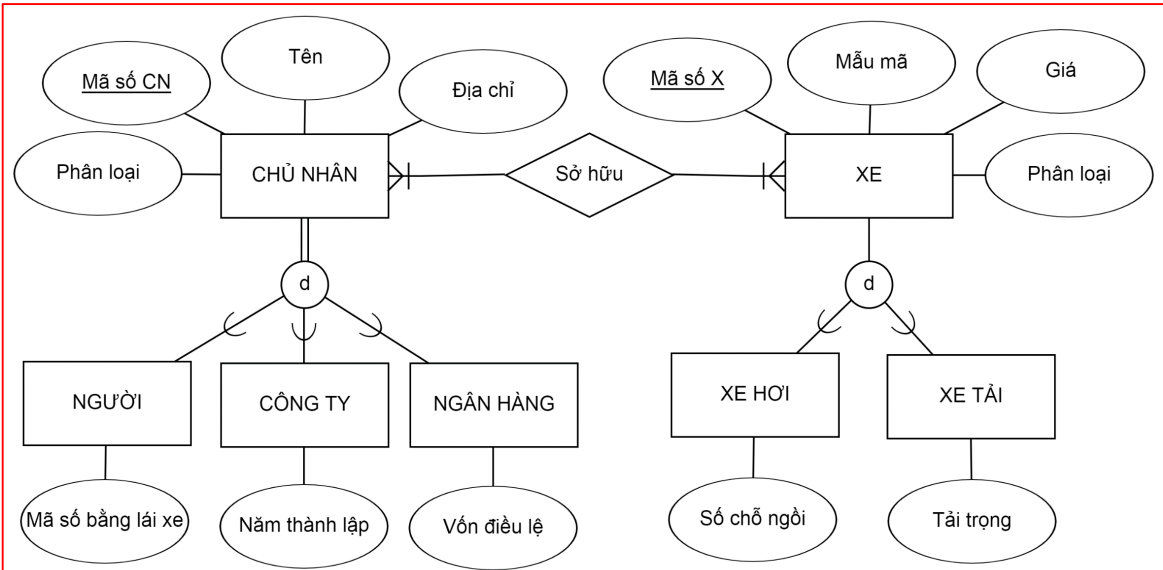 Tên
Mã số CN
Địa chỉ
Phân loại
CHỦ NHÂN
Sở hữu
Mã số X
Mẫu mã
Giá
XE
Phân loại
d
d
NGƯỜI
CÔNG TY
NGÂN HÀNG
XE HƠI
XE TẢI
Mã số bằng lái xe
Năm thành lập
Vốn điều lệ
Số chỗ ngồi
Tải trọng